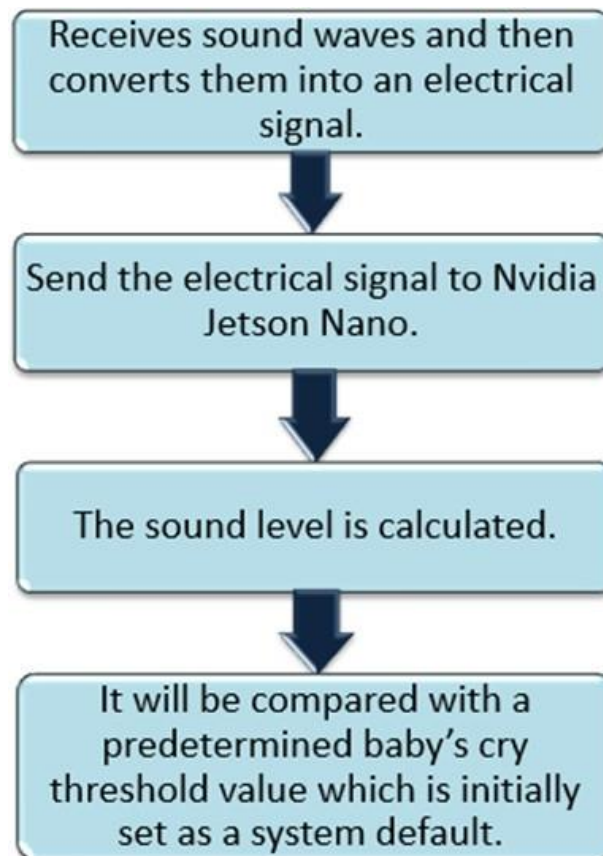 Receives sound waves and then
converts them into an electrical
signal.
Send the electrical signal to Nvidia
Jetson Nano.
The sound level is calculated.
It will be compared with a
predetermined baby’s cry
threshold value which is initially
set as a system default.